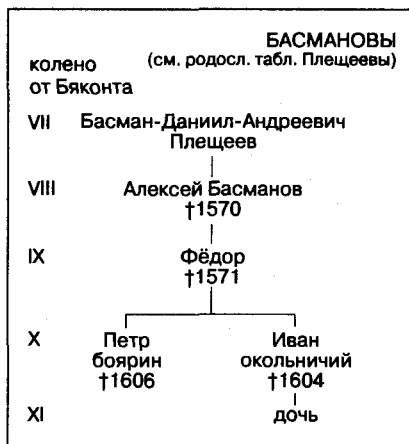 БАСМАНОВЫ
(см. родосл. табл. Плещеевы)
колено
от Бяконта
VII Басман-Даниил-Андреевич
Плещеев
VIII Алексей Басманов
†1570
IX Фёдор
†1571
X Петр Иван
боярин окольничий
†1606 †1604
XI дочь